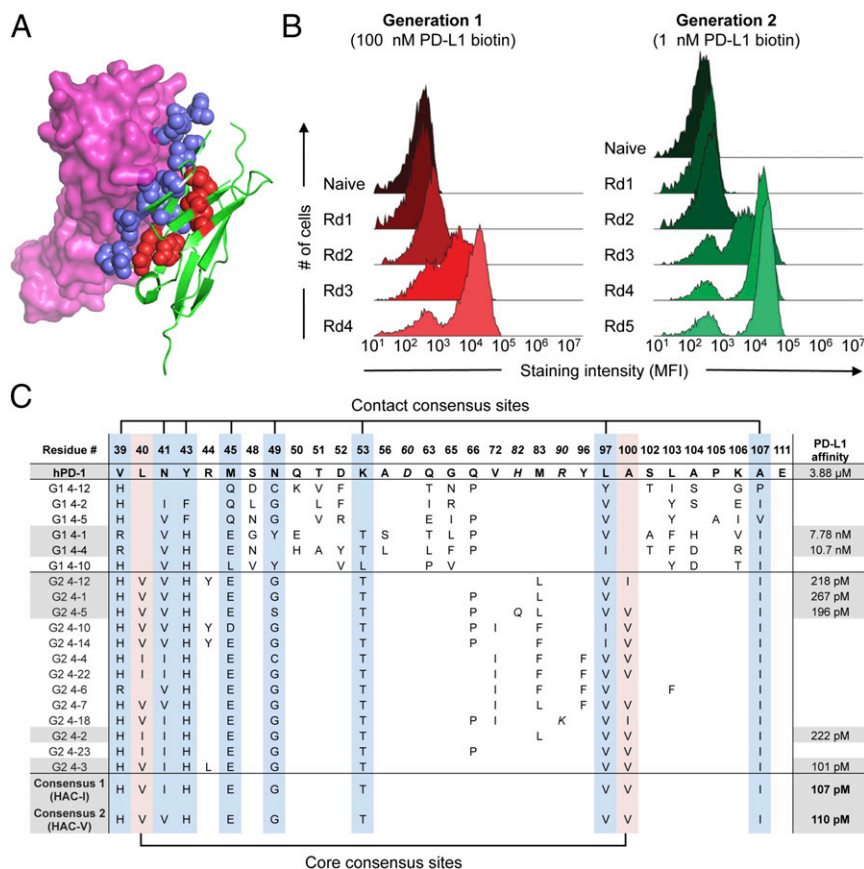 A
B
Generation 1
(100 nM PD-L1 biotin)
Generation 2
(1 nM PD-L1 biotin)
# of cells
Naive
Rd1
Rd2
Rd3
Rd4
10¹ 10² 10³ 10⁴ 10⁵ 10⁶ 10⁷
Naive
Rd1
Rd2
Rd3
Rd4
Rd5
10¹ 10² 10³ 10⁴ 10⁵ 10⁶ 10⁷
Staining intensity (MFI)
C
Contact consensus sites
Residue # 39 40 41 43 44 45 48 49 50 51 52 53 56 60 63 65 66 72 82 83 90 96 97 100 102 103 104 105 106 107 111 PD-L1 affinity
hPD-1 V L N Y R M S N Q T D K A D Q G Q V H M R Y L A S L A P K A E 3.88 µM
G1 4-12 H Q D C K V F T N P Y T I S G P
G1 4-2 H I F Q L G L F I R V Y S E I
G1 4-5 H V F Q N G V R E I P V Y A I V
G1 4-1 R V H E G Y E T S T L P V A F H V I 7.78 nM
G1 4-4 R V H E N H A Y T L L F P I T F D R I 10.7 nM
G1 4-10 H V H L V Y V L P V Y D T I
G2 4-12 H V V H Y E G T L V I I 218 pM
G2 4-1 H V V H E G T P L V I 267 pM
G2 4-5 H V V H E S T P Q L V V I 196 pM
G2 4-10 H V V H Y D G T P I F I V I
G2 4-14 H V V H Y E G T P F V V I
G2 4-4 H I I H E C T I F F V V I
G2 4-22 H I I H E G T I F F V V I
G2 4-6 R V H E G T I F F V V F I
G2 4-7 H V V H E G T I L F V V I
G2 4-18 H V I H E G T P I F K V I I
G2 4-2 H I I H E G T L V V I 222 pM
G2 4-23 H I I H E G T P V V I
G2 4-3 H V I H L E G T V V I 101 pM
Consensus 1 (HAC-I) H V I H E G T V V I 107 pM
Consensus 2 (HAC-V) H V V H E G T V A I 110 pM
Core consensus sites